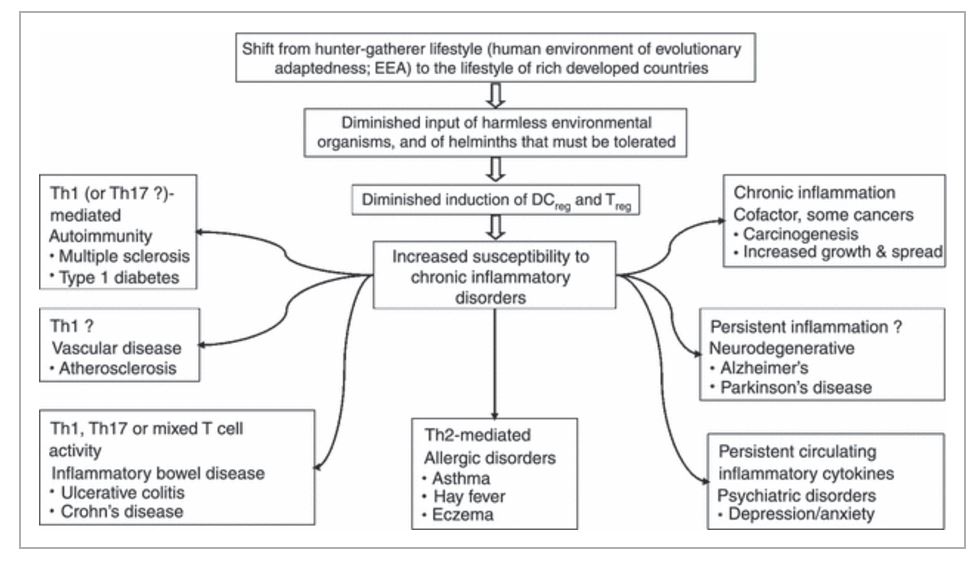 Shift from hunter-gatherer lifestyle (human environment of evolutionary
adaptedness; EEA) to the lifestyle of rich developed countries
Diminished input of harmless environmental
organisms, and of helminths that must be tolerated
Diminished induction of DCreg and Treg
Increased susceptibility to
chronic inflammatory
disorders
Th1 (or Th17 ?)-
mediated
Autoimmunity
• Multiple sclerosis
• Type 1 diabetes
Th1 ?
Vascular disease
• Atherosclerosis
Th1, Th17 or mixed T cell
activity
Inflammatory bowel disease
• Ulcerative colitis
• Crohn's disease
Th2-mediated
Allergic disorders
• Asthma
• Hay fever
• Eczema
Chronic inflammation
Cofactor, some cancers
• Carcinogenesis
• Increased growth & spread
Persistent inflammation ?
Neurodegenerative
• Alzheimer's
• Parkinson's disease
Persistent circulating
inflammatory cytokines
Psychiatric disorders
• Depression/anxiety